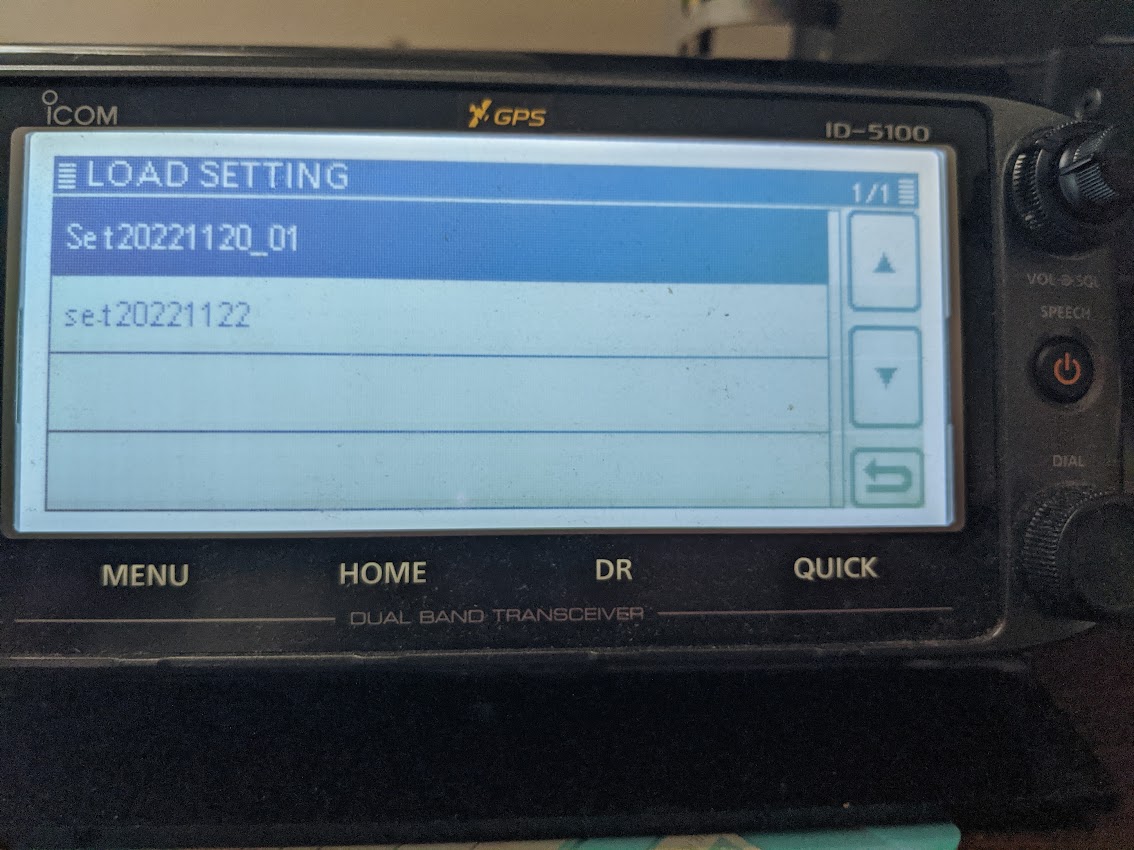 ICOM
GPS
ID-5100
LOAD SETTING
1/1
Set20221120_01
set20221122
VOL SQL
SPEECH
DIAL
MENU HOME DR QUICK
DUAL BAND TRANSCEIVER